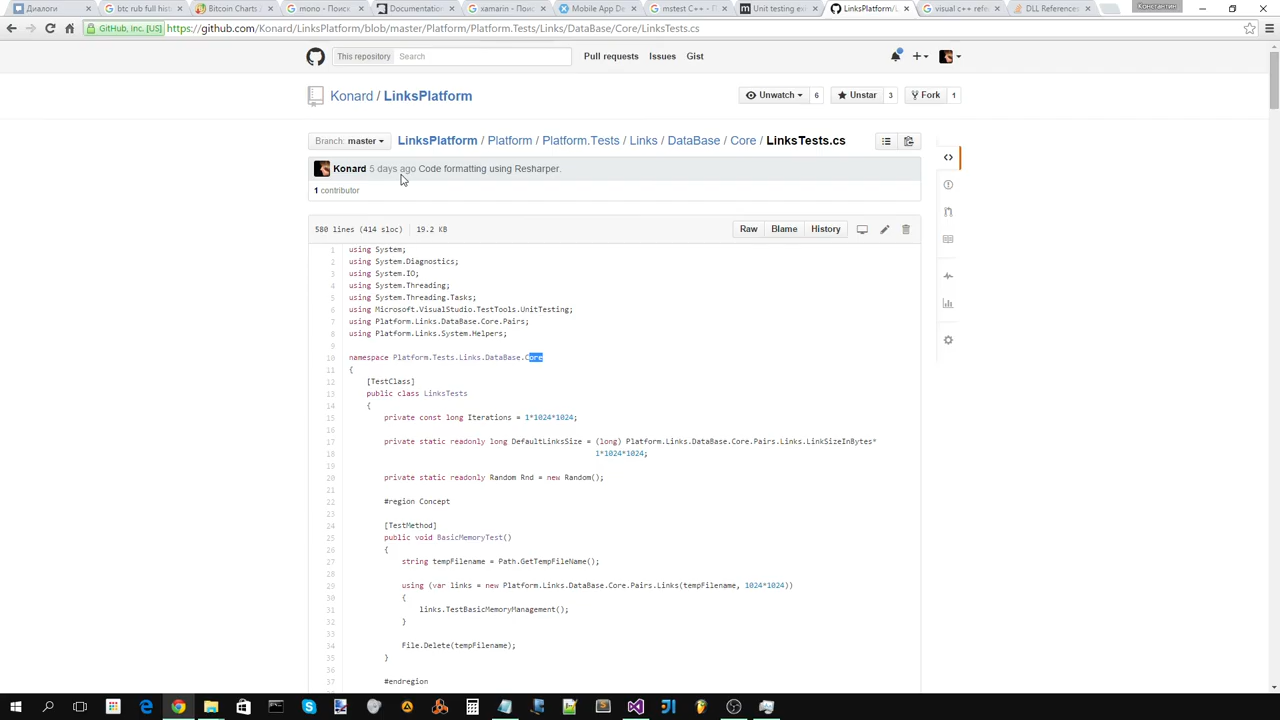 Диалоги
btc rub full hist
Bitcoin Charts
mono - Поиск
Documentation
xamarin - Поис
Mobile App De
mstest C++ - П
Unit testing exi
LinksPlatform/L
visual c++ refe
DLL References
Константин
GitHub, Inc. [US]
https://github.com/Konard/LinksPlatform/blob/master/Platform/Platform.Tests/Links/DataBase/Core/LinksTests.cs
This repository Search Pull requests Issues Gist
Konard / LinksPlatform Unwatch 6 Unstar 3 Fork 1
Branch: master LinksPlatform / Platform / Platform.Tests / Links / DataBase / Core / LinksTests.cs
Konard 5 days ago Code formatting using Resharper.
1 contributor
580 lines (414 sloc) 19.2 KB Raw Blame History
1 using System;
2 using System.Diagnostics;
3 using System.IO;
4 using System.Threading;
5 using System.Threading.Tasks;
6 using Microsoft.VisualStudio.TestTools.UnitTesting;
7 using Platform.Links.DataBase.Core.Pairs;
8 using Platform.Links.System.Helpers;
9
10 namespace Platform.Tests.Links.DataBase.Core
11 {
12 [TestClass]
13 public class LinksTests
14 {
15 private const long Iterations = 1*1024*1024;
16
17 private static readonly long DefaultLinksSize = (long) Platform.Links.DataBase.Core.Pairs.Links.LinkSizeInBytes*
18 1*1024*1024;
19
20 private static readonly Random Rnd = new Random();
21
22 #region Concept
23
24 [TestMethod]
25 public void BasicMemoryTest()
26 {
27 string tempFilename = Path.GetTempFileName();
28
29 using (var links = new Platform.Links.DataBase.Core.Pairs.Links(tempFilename, 1024*1024))
30 {
31 links.TestBasicMemoryManagement();
32 }
33
34 File.Delete(tempFilename);
35 }
36
37 #endregion